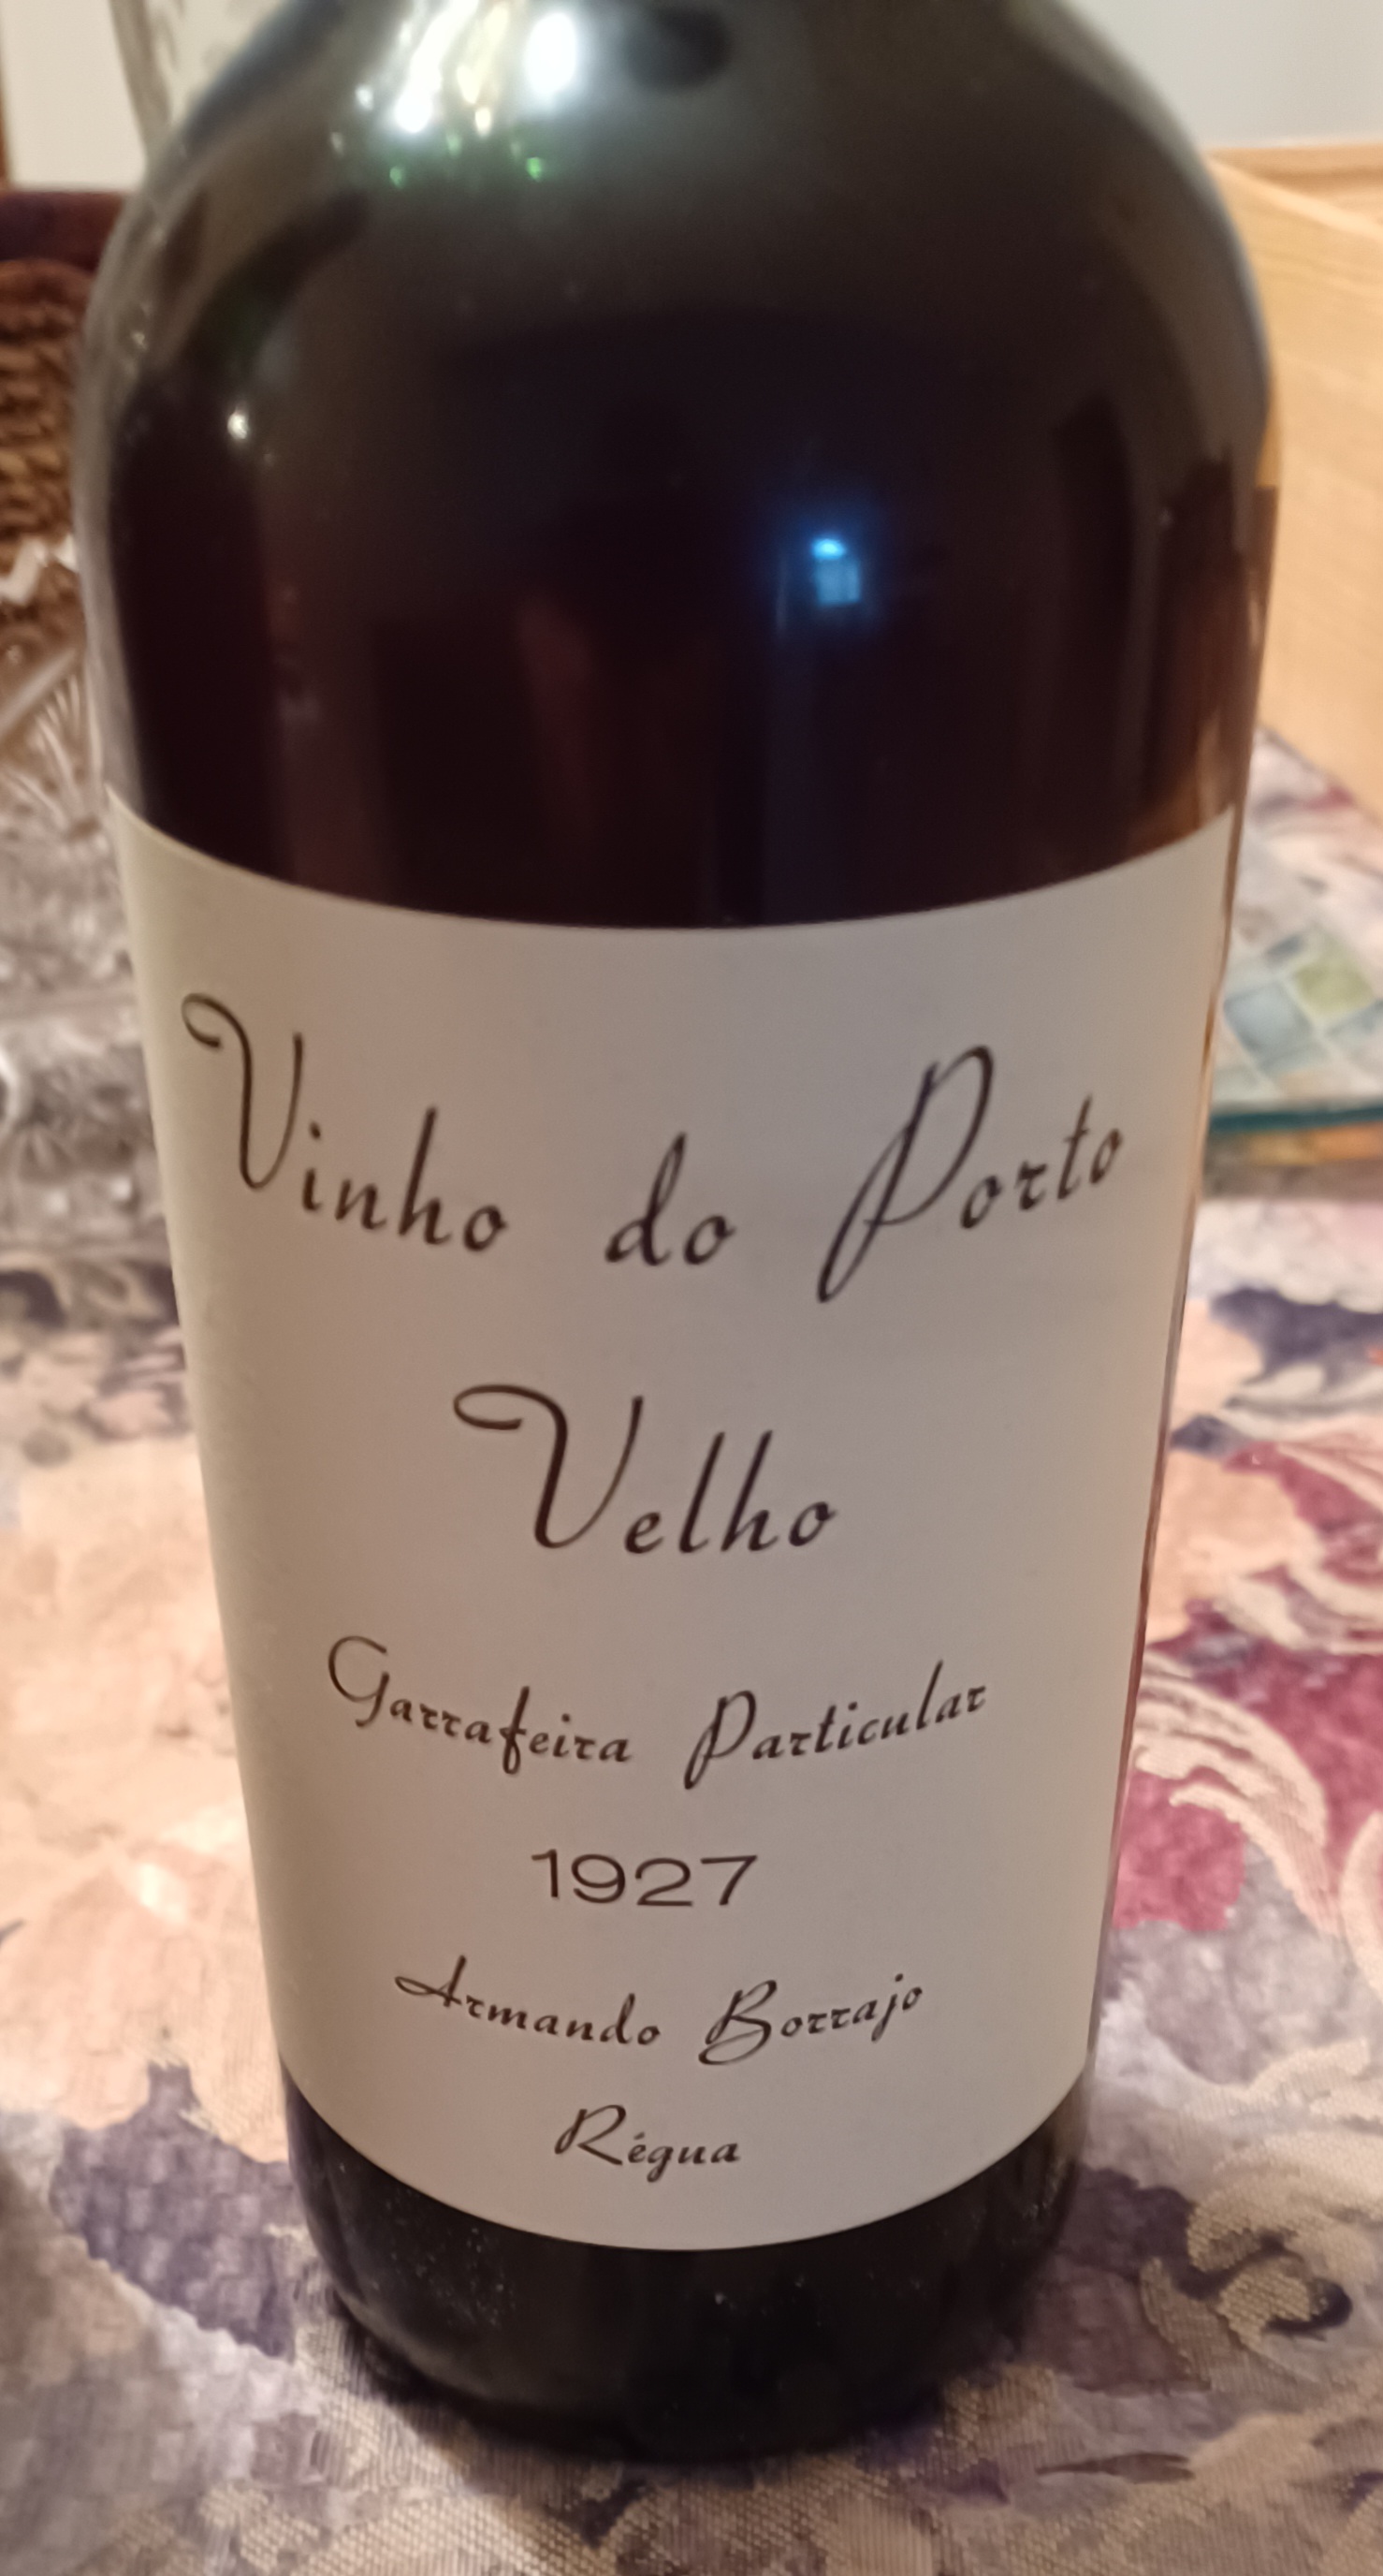 Vinho do Porto
Velho
Garrafeira Particular
1927
Armando Borrajo
Régua